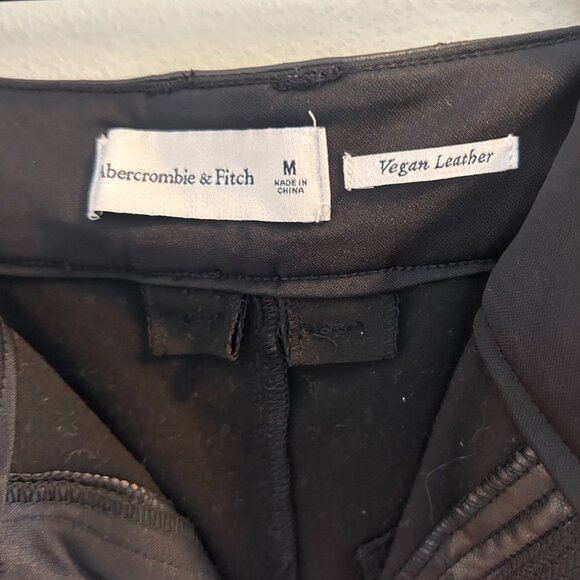 Abercrombie & Fitch
M
MADE IN
CHINA
Vegan Leather